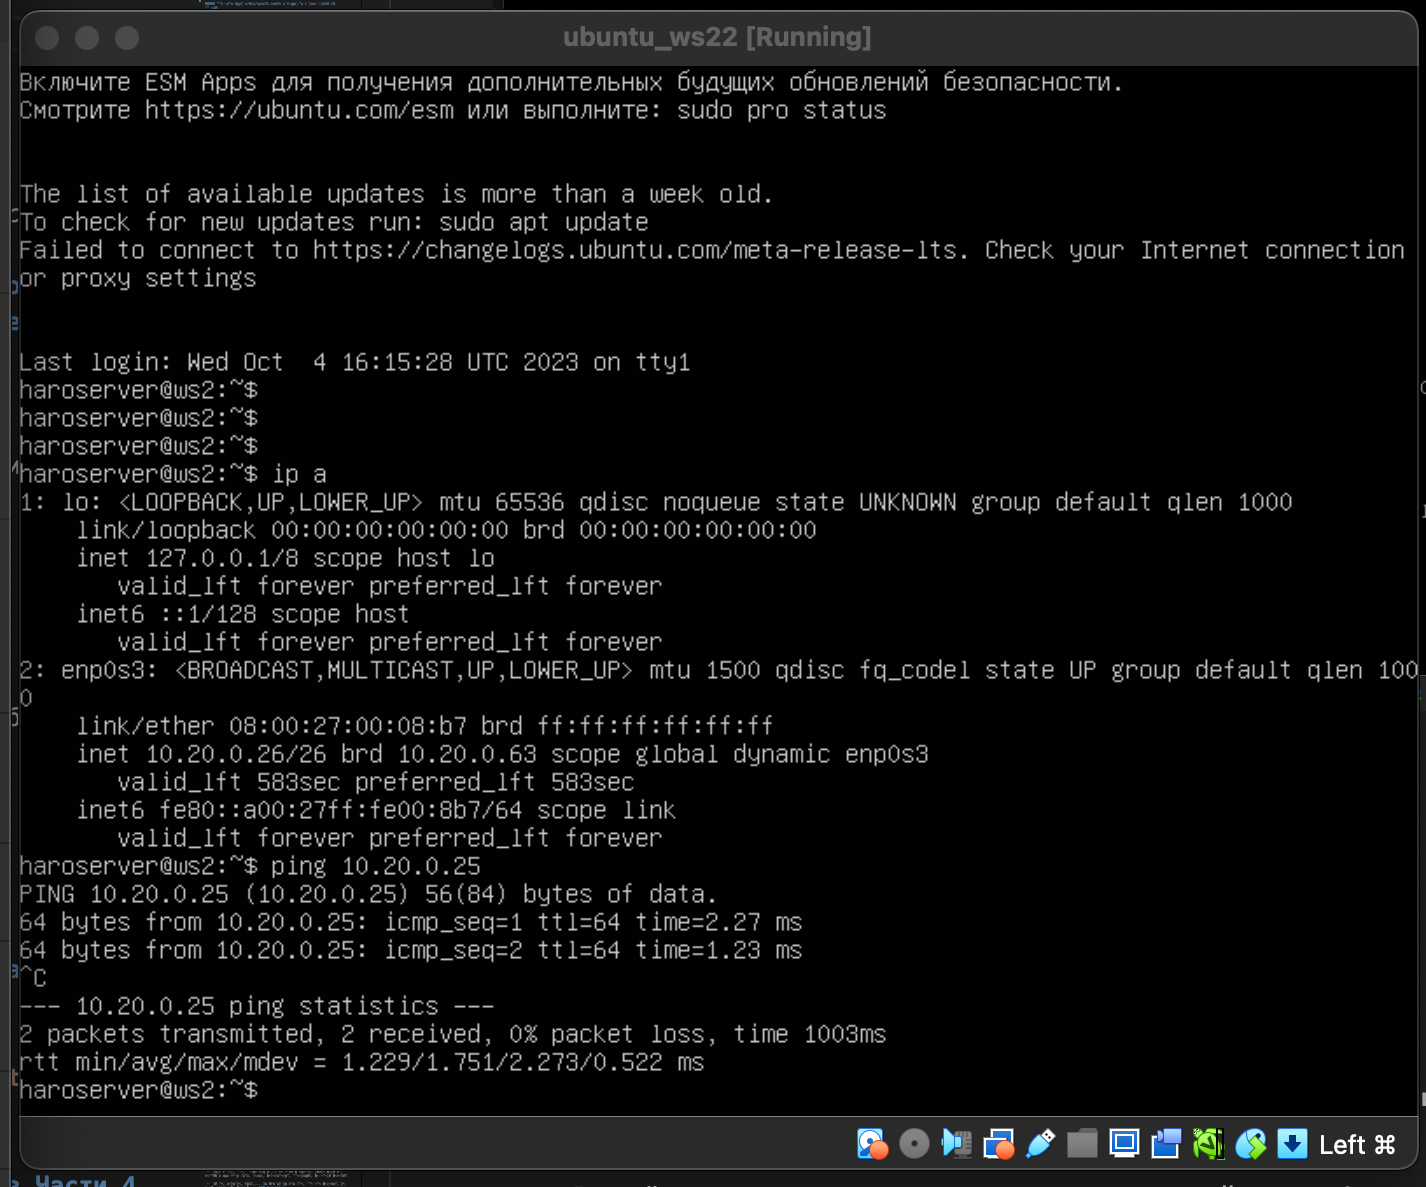 ubuntu_ws22 [Running]
Включите ESM Apps для получения дополнительных будущих обновлений безопасности.
Смотрите https://ubuntu.com/esm или выполните: sudo pro status
The list of available updates is more than a week old.
To check for new updates run: sudo apt update
Failed to connect to https://changelogs.ubuntu.com/meta-release-lts. Check your Internet connection
or proxy settings
Last login: Wed Oct  4 16:15:28 UTC 2023 on tty1
haroserver@ws2:~$
haroserver@ws2:~$
haroserver@ws2:~$
haroserver@ws2:~$ ip a
1: lo: <LOOPBACK,UP,LOWER_UP> mtu 65536 qdisc noqueue state UNKNOWN group default qlen 1000
    link/loopback 00:00:00:00:00:00 brd 00:00:00:00:00:00
    inet 127.0.0.1/8 scope host lo
       valid_lft forever preferred_lft forever
    inet6 ::1/128 scope host
       valid_lft forever preferred_lft forever
2: enp0s3: <BROADCAST,MULTICAST,UP,LOWER_UP> mtu 1500 qdisc fq_codel state UP group default qlen 100
0
    link/ether 08:00:27:00:08:b7 brd ff:ff:ff:ff:ff:ff
    inet 10.20.0.26/26 brd 10.20.0.63 scope global dynamic enp0s3
       valid_lft 583sec preferred_lft 583sec
    inet6 fe80::a00:27ff:fe00:8b7/64 scope link
       valid_lft forever preferred_lft forever
haroserver@ws2:~$ ping 10.20.0.25
PING 10.20.0.25 (10.20.0.25) 56(84) bytes of data.
64 bytes from 10.20.0.25: icmp_seq=1 ttl=64 time=2.27 ms
64 bytes from 10.20.0.25: icmp_seq=2 ttl=64 time=1.23 ms
^C
--- 10.20.0.25 ping statistics ---
2 packets transmitted, 2 received, 0% packet loss, time 1003ms
rtt min/avg/max/mdev = 1.229/1.751/2.273/0.522 ms
haroserver@ws2:~$
Left ⌘
Части 4